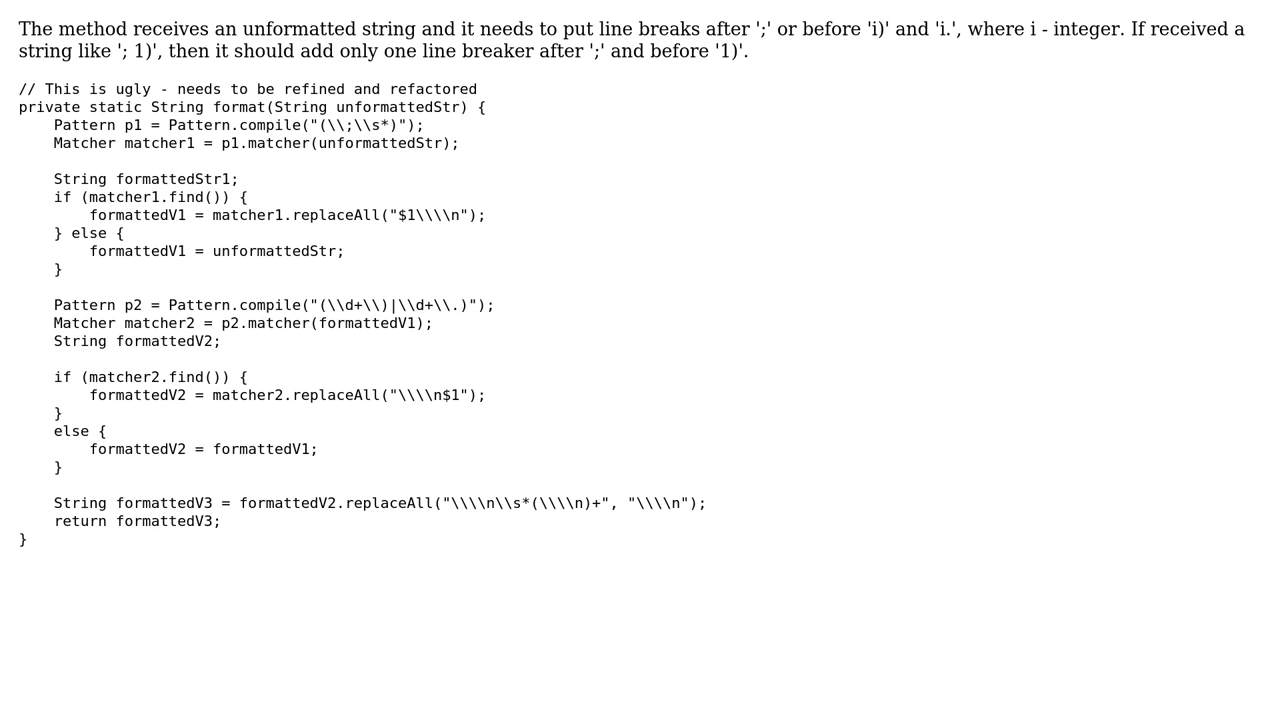 The method receives an unformatted string and it needs to put line breaks after ';' or before 'i)' and 'i.', where i - integer. If received a
string like '; 1)', then it should add only one line breaker after ';' and before '1)'.
// This is ugly - needs to be refined and refactored
private static String format(String unformattedStr) {
    Pattern p1 = Pattern.compile("(\\;\\s*)");
    Matcher matcher1 = p1.matcher(unformattedStr);

    String formattedStr1;
    if (matcher1.find()) {
        formattedV1 = matcher1.replaceAll("$1\\\\n");
    } else {
        formattedV1 = unformattedStr;
    }

    Pattern p2 = Pattern.compile("(\\d+\\)|\\d+\\.)");
    Matcher matcher2 = p2.matcher(formattedV1);
    String formattedV2;

    if (matcher2.find()) {
        formattedV2 = matcher2.replaceAll("\\\\n$1");
    }
    else {
        formattedV2 = formattedV1;
    }

    String formattedV3 = formattedV2.replaceAll("\\\\n\\s*(\\\\n)+", "\\\\n");
    return formattedV3;
}